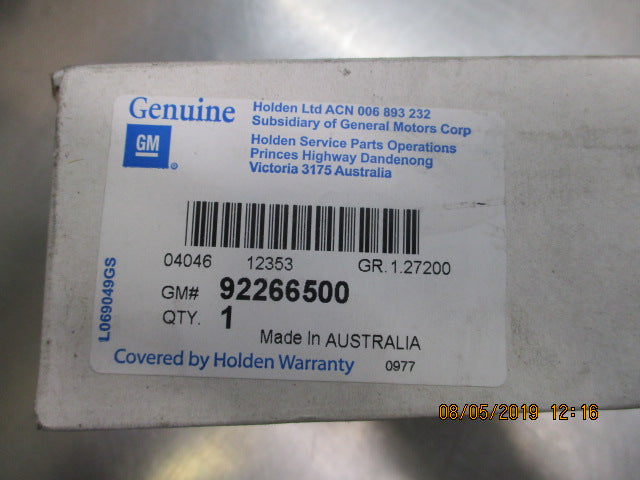 Genuine
GM
®
Holden Ltd ACN 006 893 232
Subsidiary of General Motors Corp
Holden Service Parts Operations
Princes Highway Dandenong
Victoria 3175 Australia
04046 12353 GR.1.27200
GM# 92266500
QTY. 1
Made In AUSTRALIA
Covered by Holden Warranty 0977
L069049GS
08/05/2019 12:16